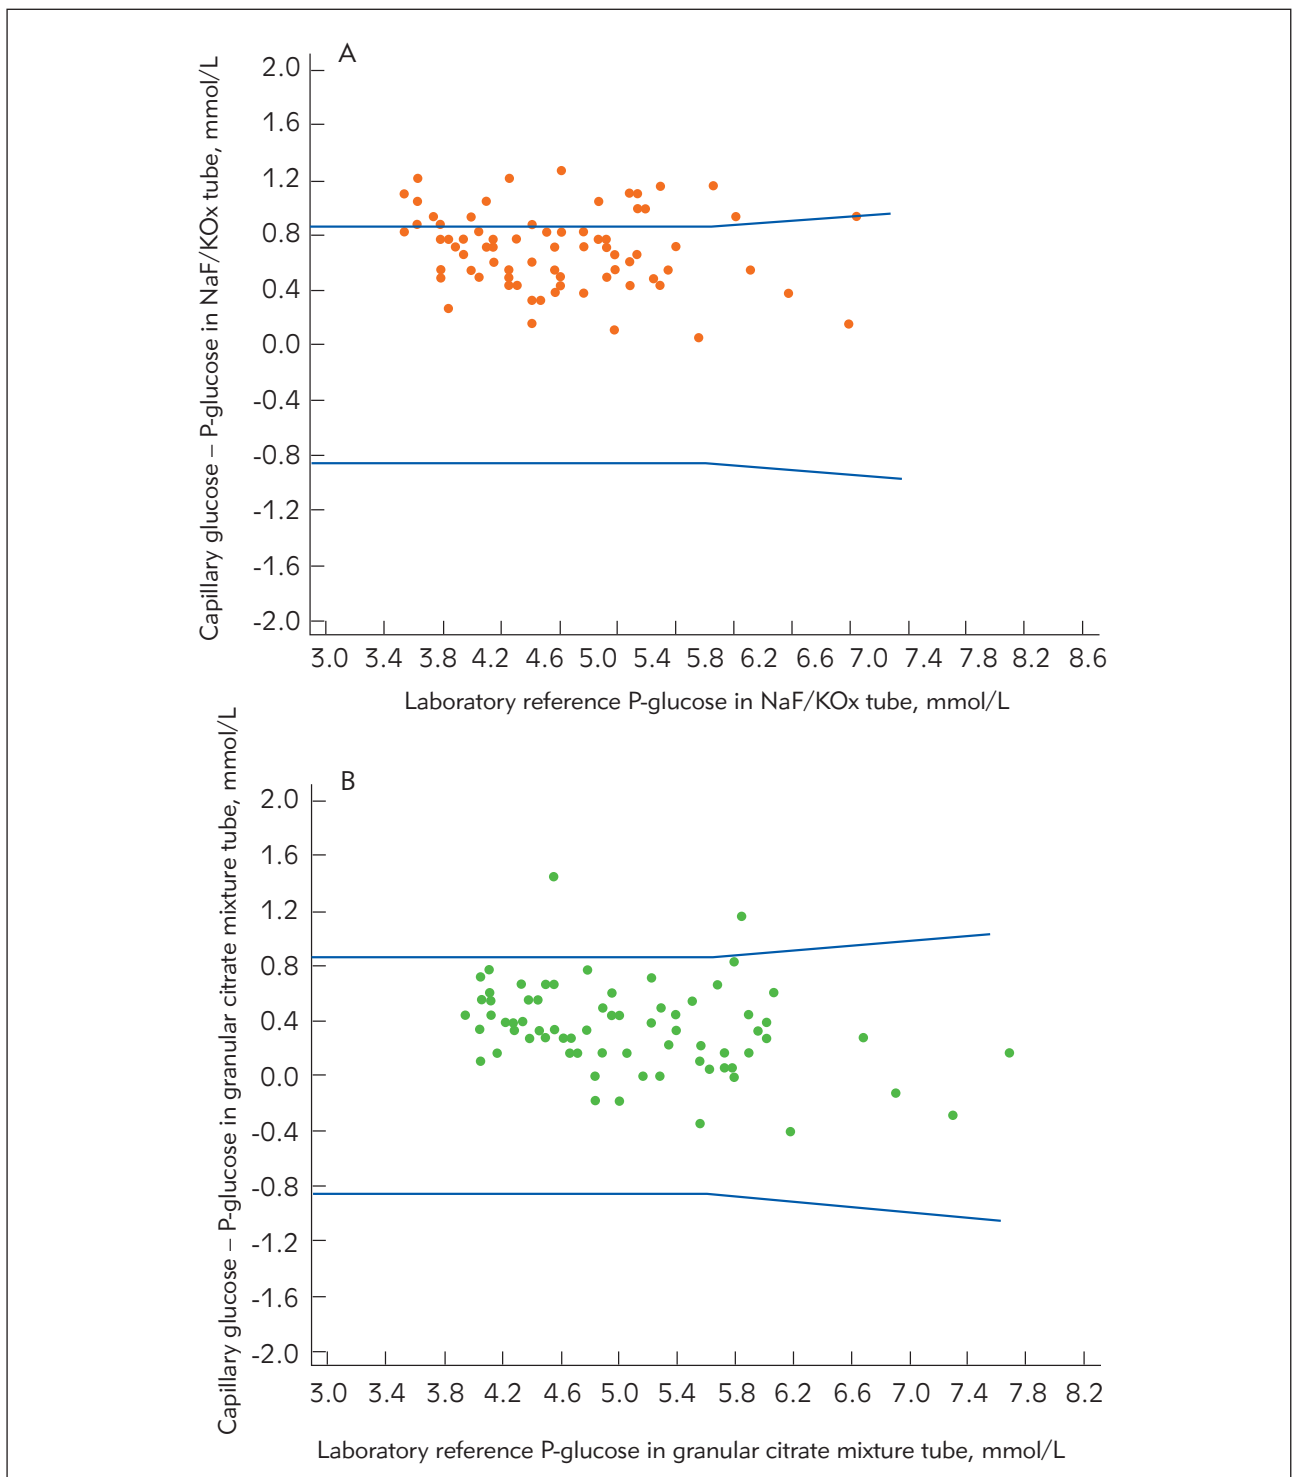 A
Capillary glucose – P-glucose in NaF/KOx tube, mmol/L
2.0
1.6
1.2
0.8
0.4
0.0
-0.4
-0.8
-1.2
-1.6
-2.0
3.0 3.4 3.8 4.2 4.6 5.0 5.4 5.8 6.2 6.6 7.0 7.4 7.8 8.2 8.6
Laboratory reference P-glucose in NaF/KOx tube, mmol/L
B
Capillary glucose – P-glucose in granular citrate mixture tube, mmol/L
2.0
1.6
1.2
0.8
0.4
0.0
-0.4
-0.8
-1.2
-1.6
-2.0
3.0 3.4 3.8 4.2 4.6 5.0 5.4 5.8 6.2 6.6 7.0 7.4 7.8 8.2
Laboratory reference P-glucose in granular citrate mixture tube, mmol/L